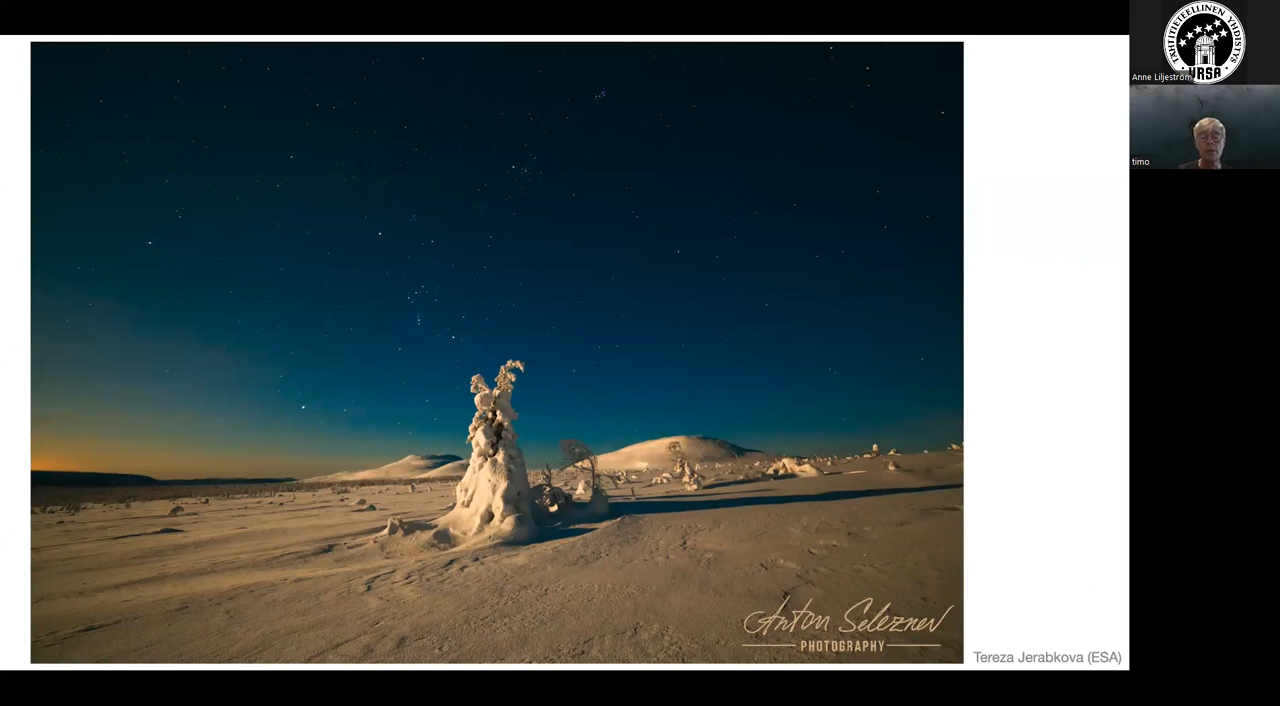 TÄHTITIETEELLINEN YHDISTYS
URSA
Anne Liljeström
timo
Anton Seleznev
PHOTOGRAPHY
Tereza Jerabkova (ESA)